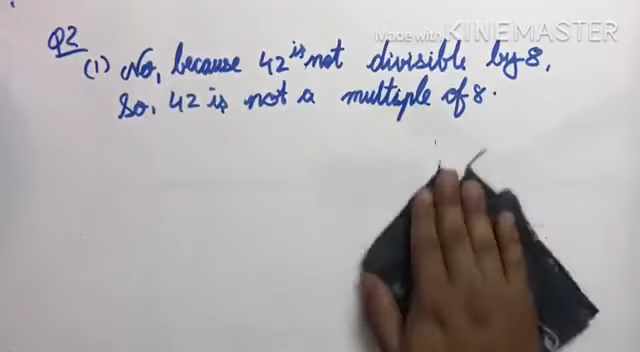 Made with KINEMASTER
Q2
(1) No, because 42 is not divisible by 8,
So, 42 is not a multiple of 8.